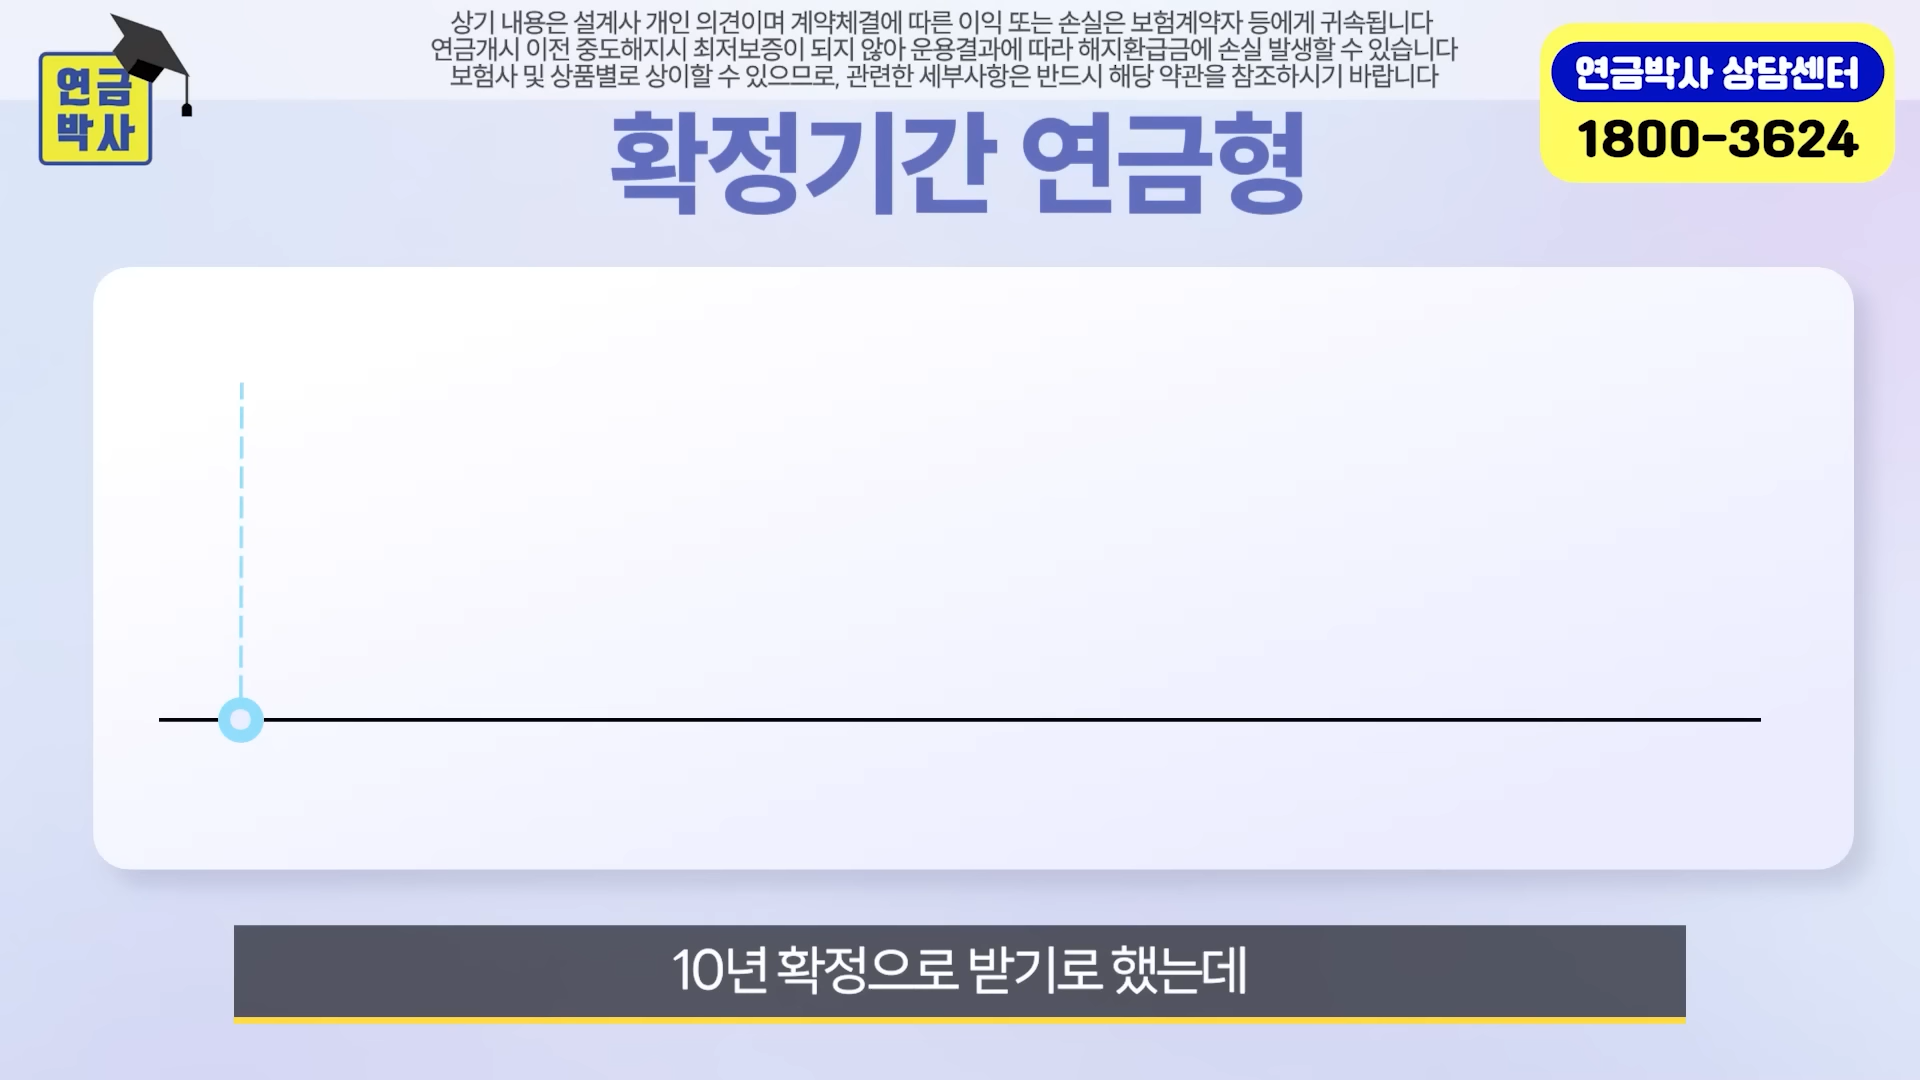 상기 내용은 설계사 개인 의견이며 계약체결에 따른 이익 또는 손실은 보험계약자 등에게 귀속됩니다
연금개시 이전 중도해지시 최저보증이 되지 않아 운용결과에 따라 해지환급금에 손실 발생할 수 있습니다
보험사 및 상품별로 상이할 수 있으므로, 관련한 세부사항은 반드시 해당 약관을 참조하시기 바랍니다
연금
박사
연금박사 상담센터
1800-3624
확정기간 연금형
10년 확정으로 받기로 했는데